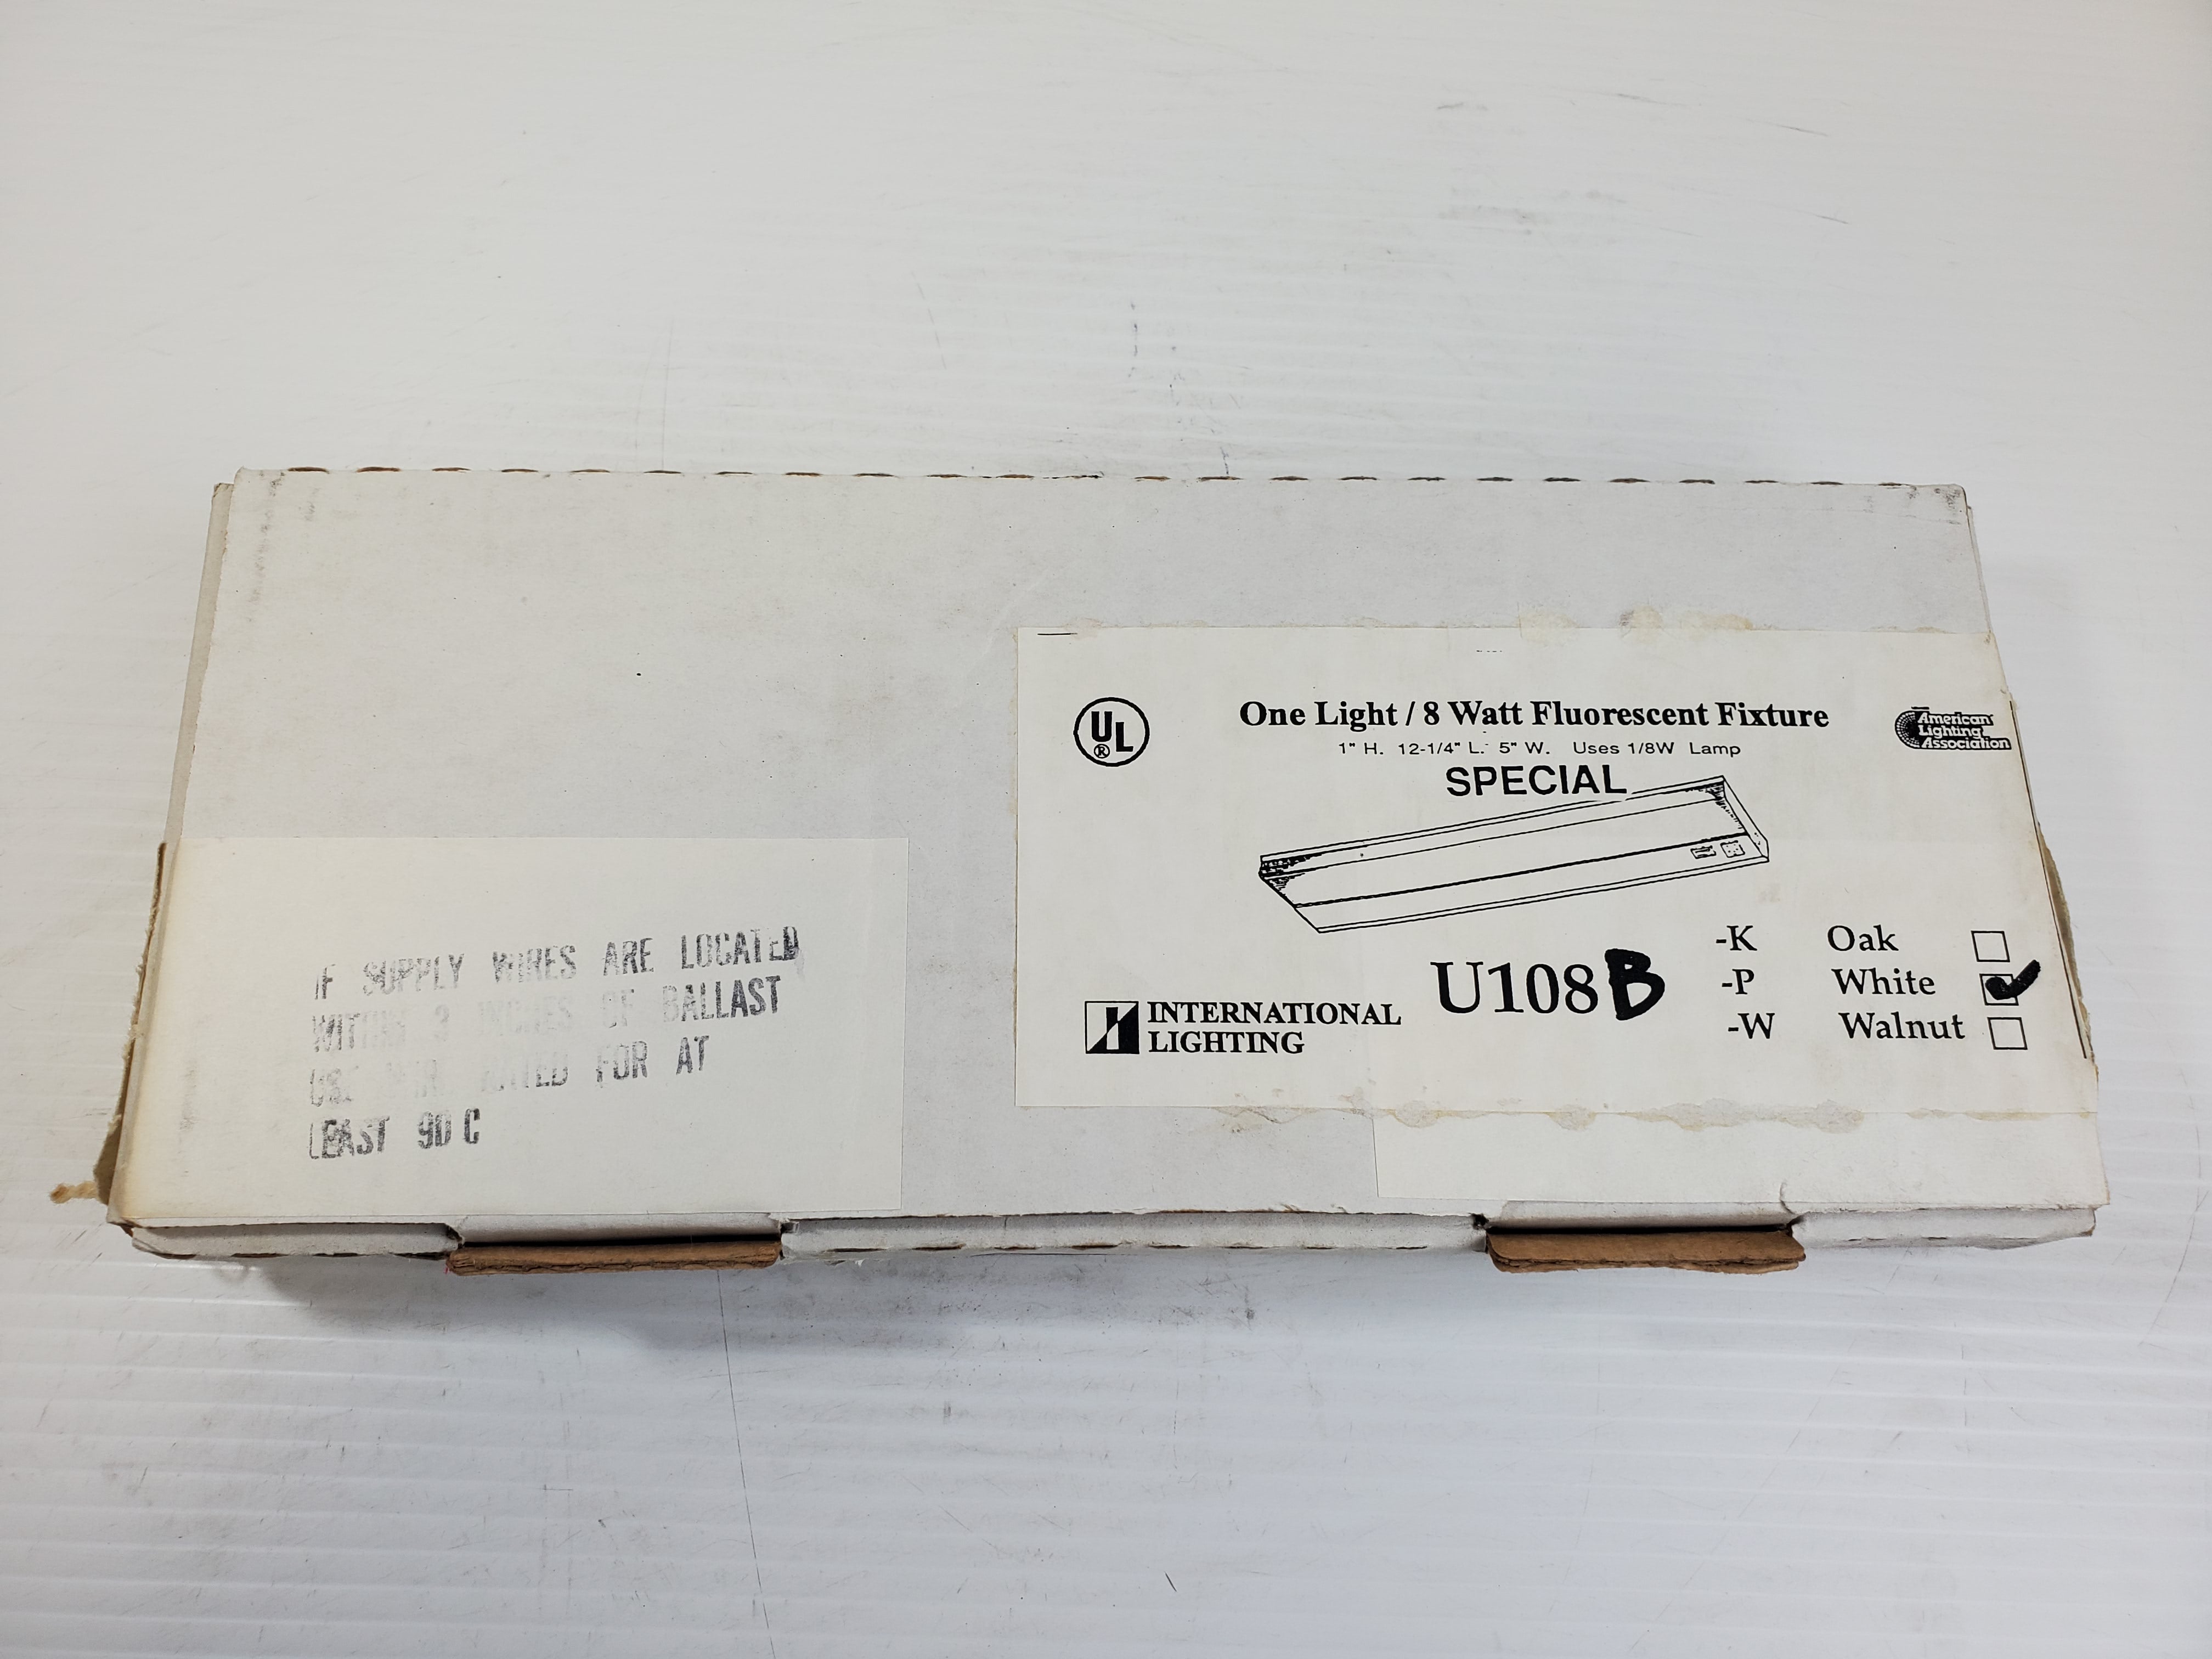 UL
®
One Light / 8 Watt Fluorescent Fixture
1" H. 12-1/4" L. 5" W. Uses 1/8W Lamp
SPECIAL
American
Lighting
Association
U108B
-K Oak
-P White
-W Walnut
INTERNATIONAL
LIGHTING
IF SUPPLY WIRES ARE LOCATED
WITHIN 3 INCHES OF BALLAST
USE RATED FOR AT
LEAST 90 C